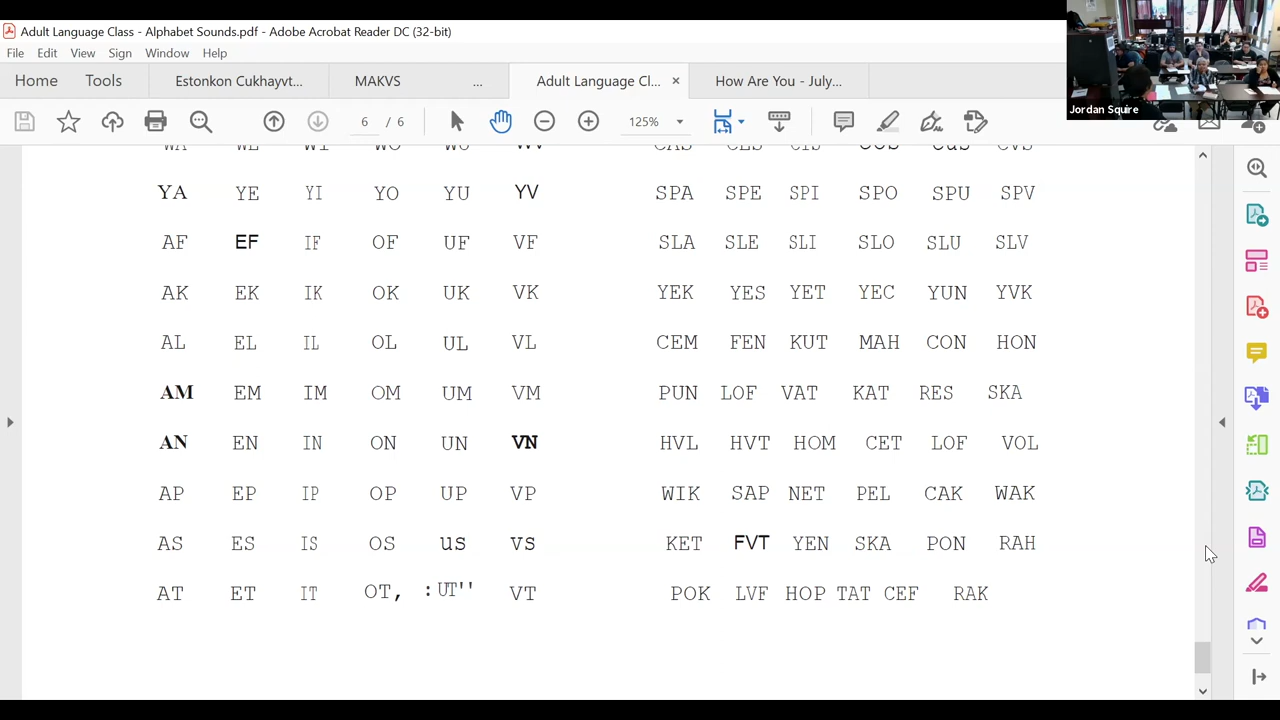 Adult Language Class - Alphabet Sounds.pdf - Adobe Acrobat Reader DC (32-bit)
File Edit View Sign Window Help
Home Tools Estonkon Cukhayvt... MAKVS ... Adult Language Cl... × How Are You - July...
6 / 6 125%
Jordan Squire
YA YE YI YO YU YV SPA SPE SPI SPO SPU SPV
AF EF IF OF UF VF SLA SLE SLI SLO SLU SLV
AK EK IK OK UK VK YEK YES YET YEC YUN YVK
AL EL IL OL UL VL CEM FEN KUT MAH CON HON
AM EM IM OM UM VM PUN LOF VAT KAT RES SKA
AN EN IN ON UN VN HVL HVT HOM CET LOF VOL
AP EP IP OP UP VP WIK SAP NET PEL CAK WAK
AS ES IS OS us VS KET FVT YEN SKA PON RAH
AT ET IT OT, :UT'' VT POK LVF HOP TAT CEF RAK